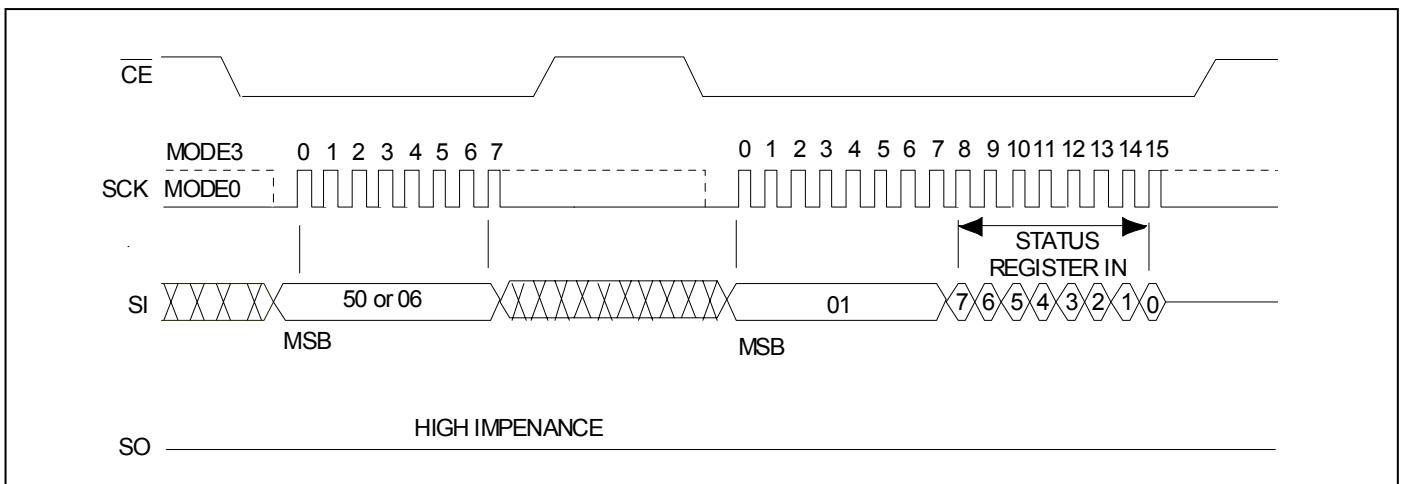 CE
MODE3 0 1 2 3 4 5 6 7 0 1 2 3 4 5 6 7 8 9 10 11 12 13 14 15
SCK MODE0
STATUS
REGISTER IN
SI 50 or 06 01 7 6 5 4 3 2 1 0
MSB MSB
HIGH IMPENANCE
SO